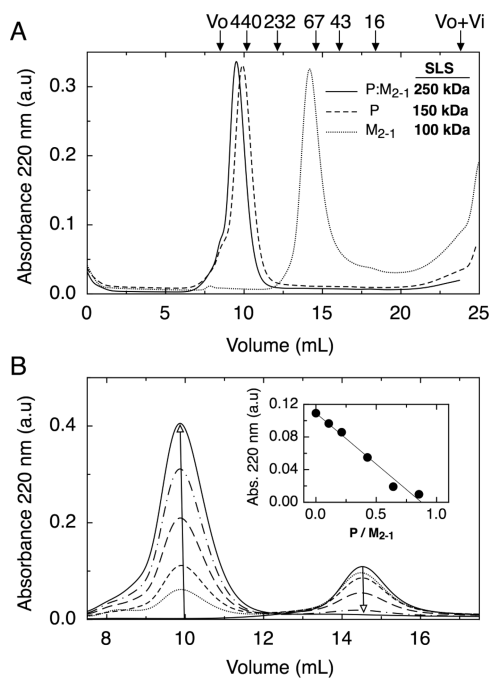 A
Vo 440 232 67 43 16 Vo+Vi
SLS
P:M2-1 250 kDa
P 150 kDa
M2-1 100 kDa
Absorbance 220 nm (a.u)
0.3
0.2
0.1
0.0
0 5 10 15 20 25
Volume (mL)
B
Absorbance 220 nm (a.u)
0.4
0.2
0.0
8 10 12 14 16
Volume (mL)
Abs. 220 nm (a.u)
0.12
0.08
0.04
0.00
0.0 0.5 1.0
P / M2-1